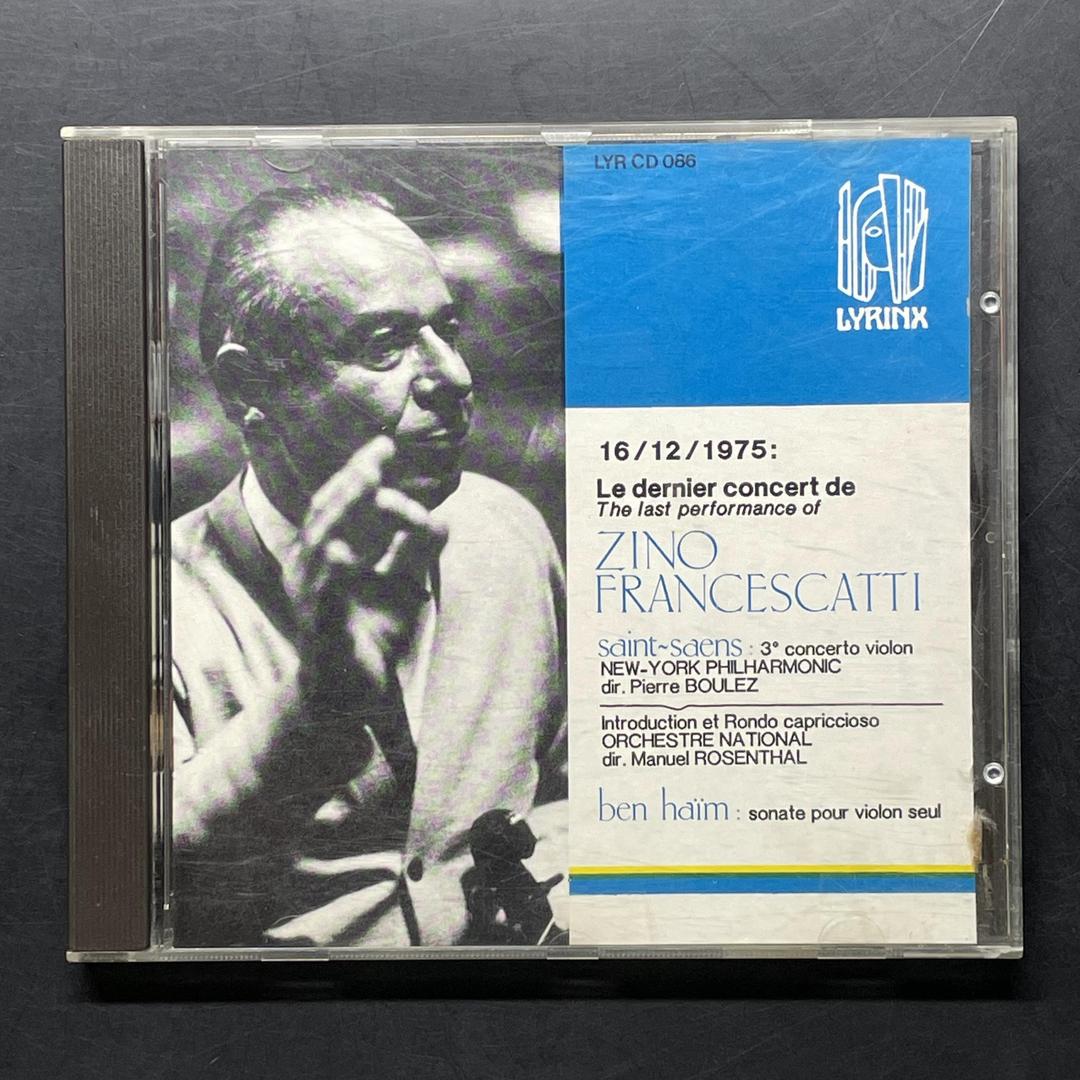 LYR CD 086
LYRINX
16/12/1975:
Le dernier concert de
The last performance of
ZINO
FRANCESCATTI
saint~saens : 3° concerto violon
NEW-YORK PHILHARMONIC
dir. Pierre BOULEZ
Introduction et Rondo capriccioso
ORCHESTRE NATIONAL
dir. Manuel ROSENTHAL
ben haïm : sonate pour violon seul